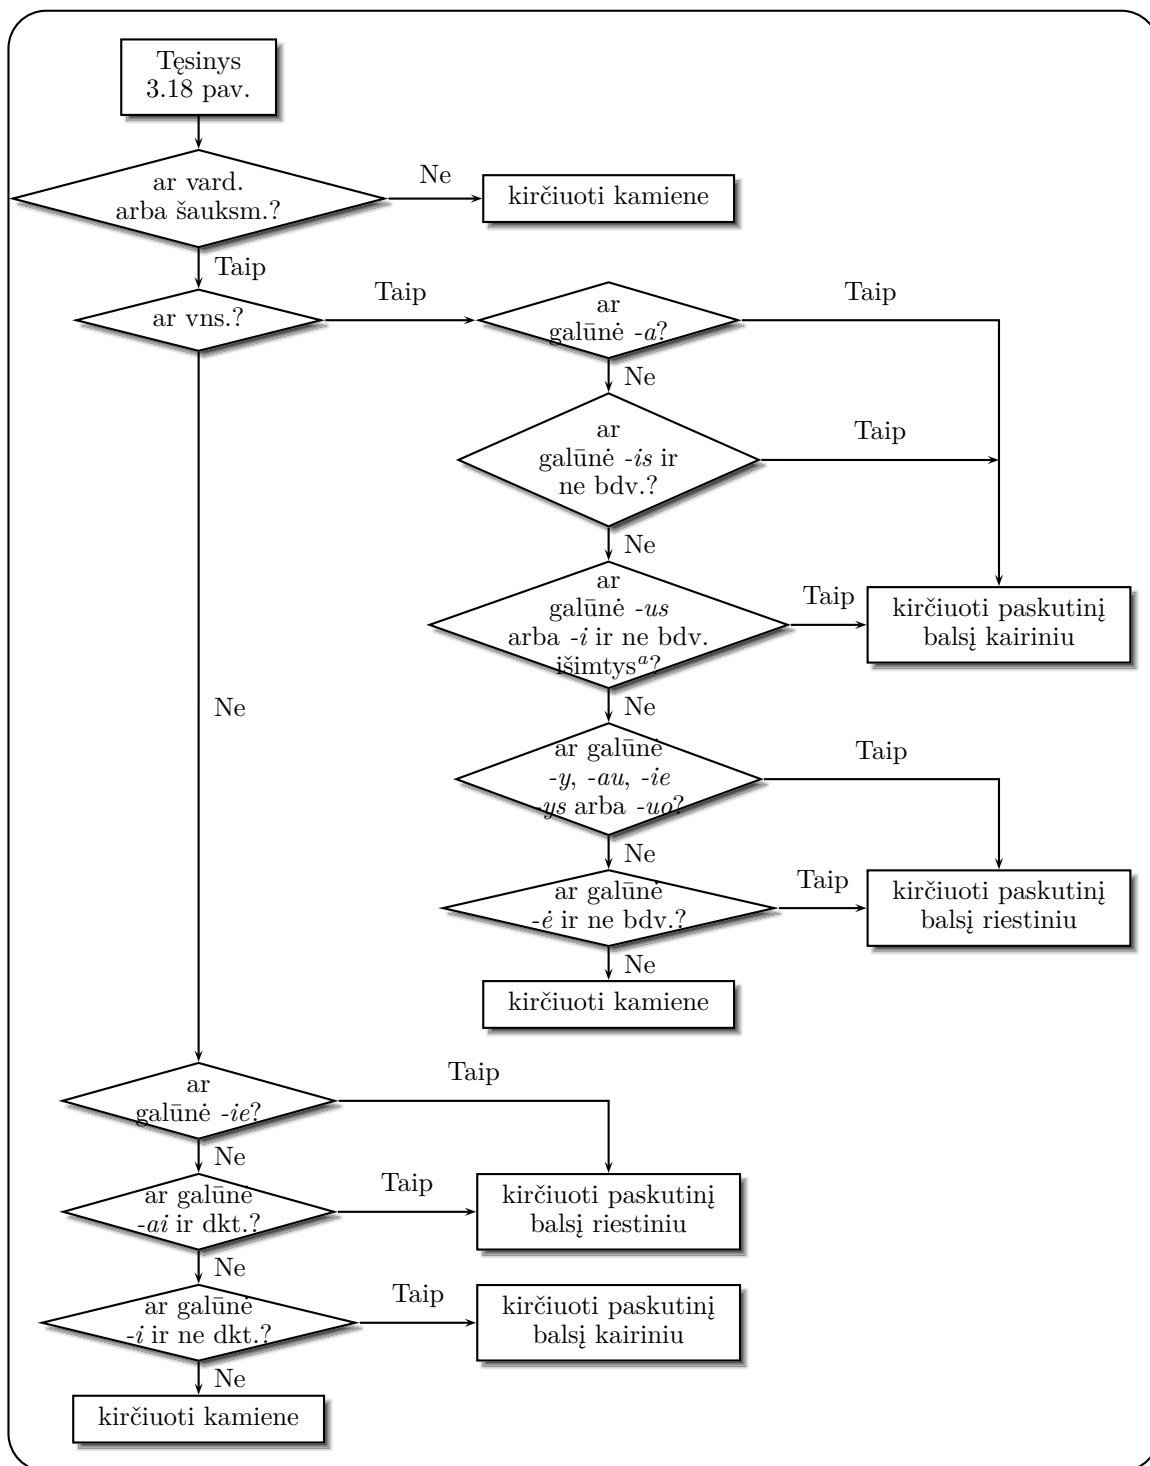 Tęsinys
3.18 pav.
ar vard.
arba šauksm.?
Ne
kirčiuoti kamiene
Taip
ar vns.?
Taip
ar
galūnė -a?
Taip
Ne
ar
galūnė -is ir
ne bdv.?
Taip
Ne
ar
galūnė -us
arba -i ir ne bdv.
išimtys^a?
Taip
kirčiuoti paskutinį
balsį kairiniu
Ne
Ne
ar galūnė
-y, -au, -ie
-ys arba -uo?
Taip
Ne
ar galūnė
-ė ir ne bdv.?
Taip
kirčiuoti paskutinį
balsį riestiniu
Ne
kirčiuoti kamiene
ar
galūnė -ie?
Taip
Ne
ar galūnė
-ai ir dkt.?
Taip
kirčiuoti paskutinį
balsį riestiniu
Ne
ar galūnė
-i ir ne dkt.?
Taip
kirčiuoti paskutinį
balsį kairiniu
Ne
kirčiuoti kamiene